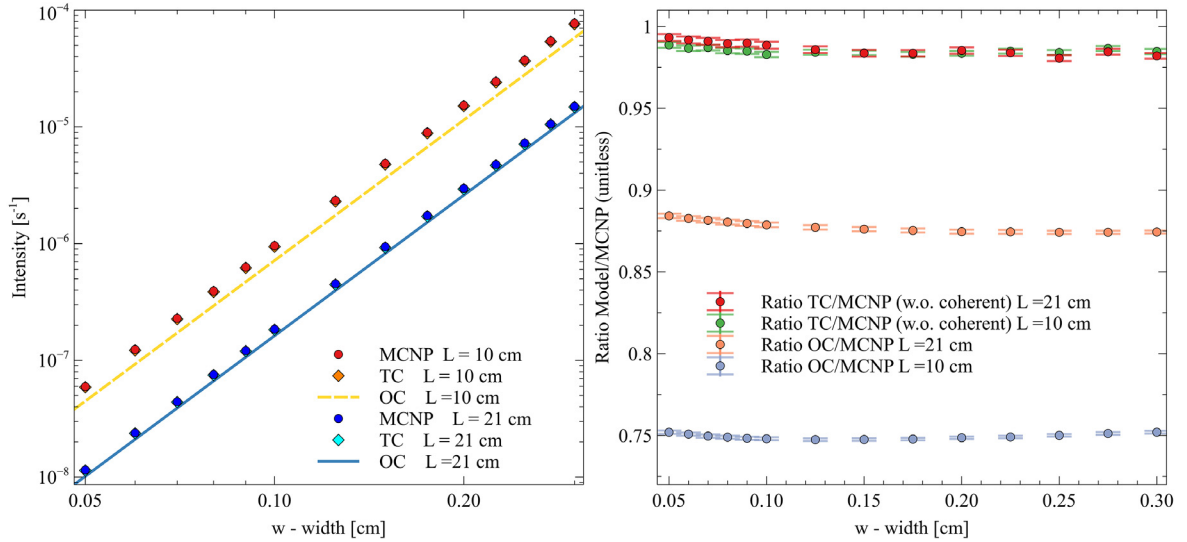 10⁻⁴
10⁻⁵
10⁻⁶
10⁻⁷
10⁻⁸
Intensity [s⁻¹]
MCNP L = 10 cm
TC L = 10 cm
OC L = 10 cm
MCNP L = 21 cm
TC L = 21 cm
OC L = 21 cm
0.05 0.10 0.20
w - width [cm]
1
0.95
0.9
0.85
0.8
0.75
Ratio Model/MCNP (unitless)
Ratio TC/MCNP (w.o. coherent) L = 21 cm
Ratio TC/MCNP (w.o. coherent) L = 10 cm
Ratio OC/MCNP L = 21 cm
Ratio OC/MCNP L = 10 cm
0.05 0.10 0.15 0.20 0.25 0.30
w - width [cm]